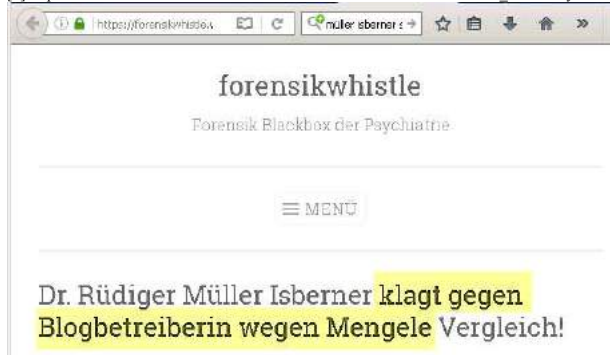 https://forensikwhistle.w
müller isberner s
forensikwhistle
Forensik Blackbox der Psychiatrie
MENÜ
Dr. Rüdiger Müller Isberner klagt gegen
Blogbetreiberin wegen Mengele Vergleich!